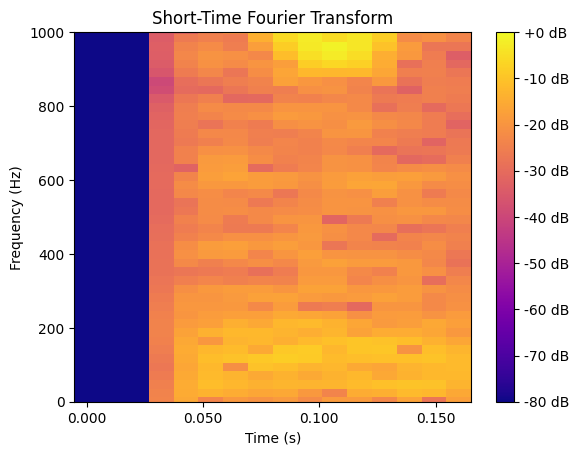 Short-Time Fourier Transform
1000
800
600
400
200
0
Frequency (Hz)
0.000
0.050
0.100
0.150
Time (s)
+0 dB
-10 dB
-20 dB
-30 dB
-40 dB
-50 dB
-60 dB
-70 dB
-80 dB